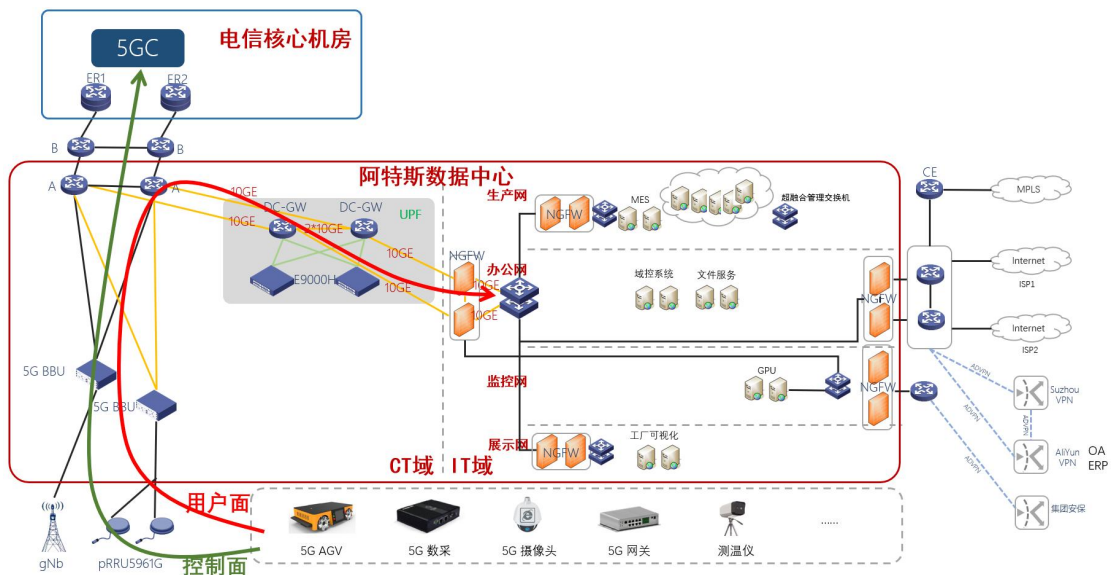 电信核心机房
5GC
ER1
ER2
B
B
A
A
阿特斯数据中心
10GE
10GE
DC-GW
DC-GW
UPF
2*10GE
10GE
10GE
E9000H
NGFW
10GE
10GE
生产网
NGFW
MES
超融合管理交换机
办公网
域控系统
文件服务
NGFW
监控网
GPU
NGFW
展示网
NGFW
工厂可视化
CT域
IT域
CE
MPLS
Internet
ISP1
Internet
ISP2
ADVPN
ADVPN
ADVPN
ADVPN
Suzhou
VPN
AliYun
VPN
OA
ERP
集团安保
5G BBU
5G BBU
用户面
控制面
gNb
pRRU5961G
5G AGV
5G 数采
5G 摄像头
5G 网关
测温仪
......